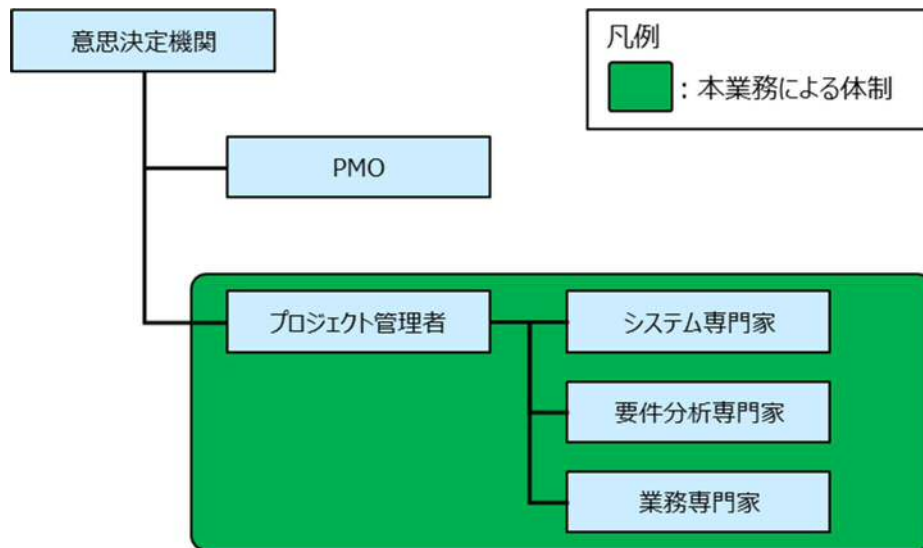 意思決定機関
凡例
：本業務による体制
PMO
プロジェクト管理者
システム専門家
要件分析専門家
業務専門家